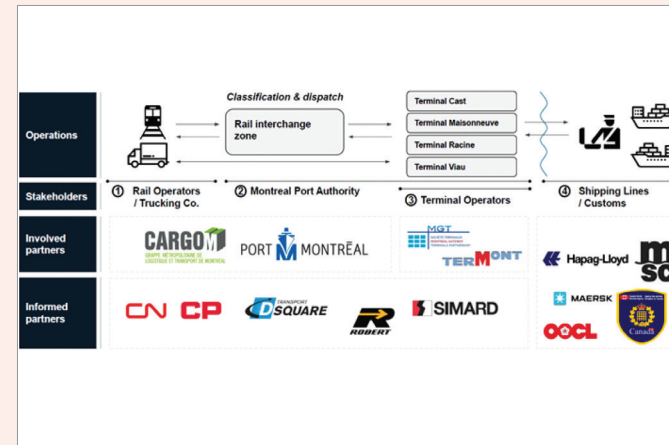 Classification & dispatch
Operations
Rail interchange
zone
Terminal Cast
Terminal Maisonneuve
Terminal Racine
Terminal Viau
Stakeholders
1 Rail Operators
/ Trucking Co.
2 Montreal Port Authority
3 Terminal Operators
4 Shipping Lines
/ Customs
Involved
partners
CARGOM
GRAPPE MÉTROPOLITAINE DE
LOGISTIQUE ET TRANSPORT DE MONTRÉAL
PORT MONTRÉAL
MGT
TERMONT
Hapag-Lloyd
msc
Informed
partners
CN
CP
TRANSPORT
DSQUARE
ROBERT
SIMARD
MAERSK
OOCL
Canada